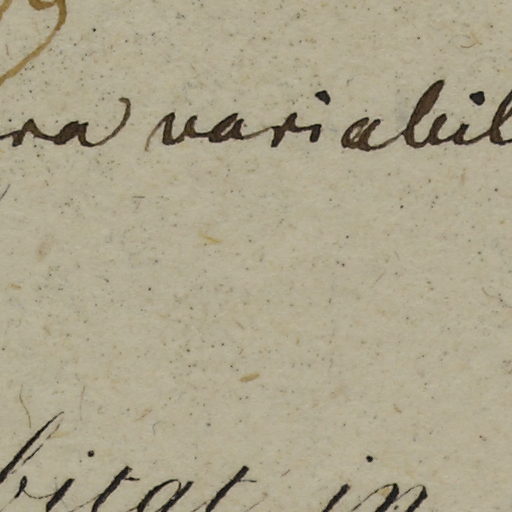 ra variabil
bitat in